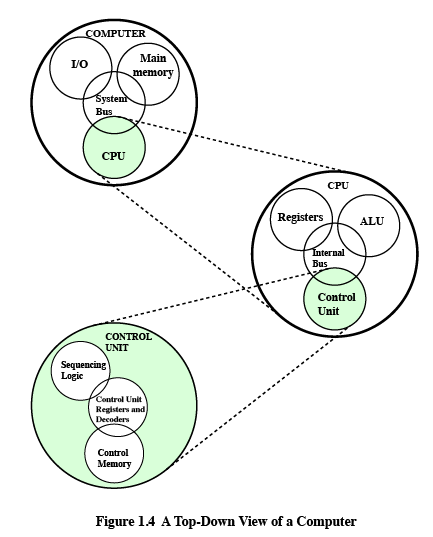 COMPUTER
I/O
Main
memory
System
Bus
CPU
CPU
Registers
ALU
Internal
Bus
Control
Unit
CONTROL
UNIT
Sequencing
Logic
Control Unit
Registers and
Decoders
Control
Memory
Figure 1.4 A Top-Down View of a Computer